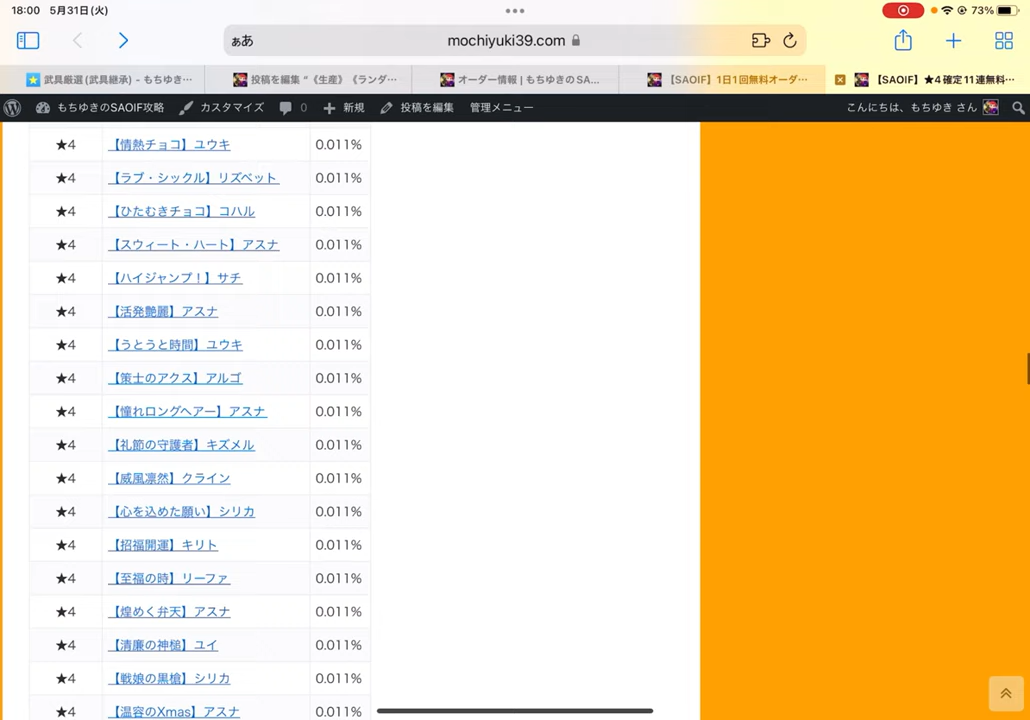 18:00 5月31日(火) 73%
ぁあ mochiyuki39.com
武具厳選 (武具継承) - もちゆき… 投稿を編集 "《生産》《ランダ… オーダー情報 | もちゆきのSA... 【SAOIF】1日1回無料オーダ… 【SAOIF】★4確定11連無料…
もちゆきのSAOIF攻略 カスタマイズ 0 新規 投稿を編集 管理メニュー こんにちは、もちゆき さん
★4 【情熱チョコ】ユウキ 0.011%
★4 【ラブ・シックル】リズベット 0.011%
★4 【ひたむきチョコ】コハル 0.011%
★4 【スウィート・ハート】アスナ 0.011%
★4 【ハイジャンプ！】サチ 0.011%
★4 【活発艶麗】アスナ 0.011%
★4 【うとうと時間】ユウキ 0.011%
★4 【策士のアクス】アルゴ 0.011%
★4 【憧れロングヘアー】アスナ 0.011%
★4 【礼節の守護者】キズメル 0.011%
★4 【威風凛然】クライン 0.011%
★4 【心を込めた願い】シリカ 0.011%
★4 【招福開運】キリト 0.011%
★4 【至福の時】リーファ 0.011%
★4 【煌めく弁天】アスナ 0.011%
★4 【清廉の神槌】ユイ 0.011%
★4 【戦娘の黒槍】シリカ 0.011%
★4 【温容のXmas】アスナ 0.011%